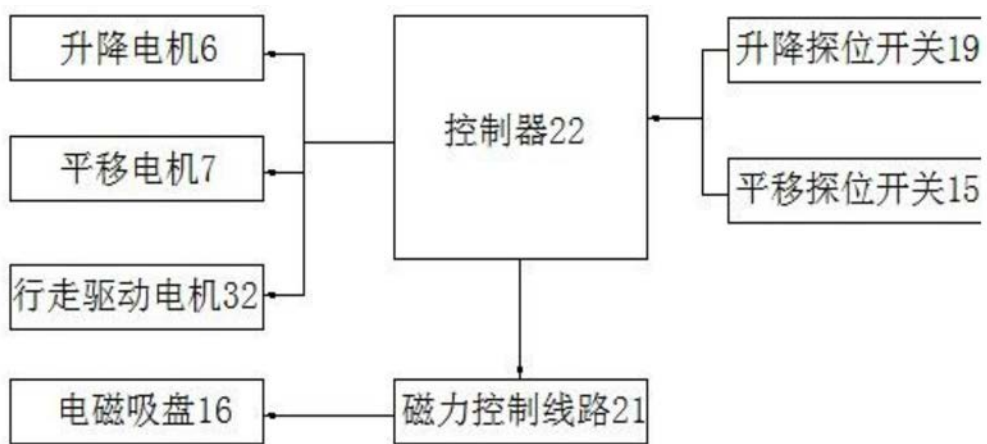 升降电机6
平移电机7
行走驱动电机32
电磁吸盘16
控制器22
磁力控制线路21
升降探位开关19
平移探位开关15